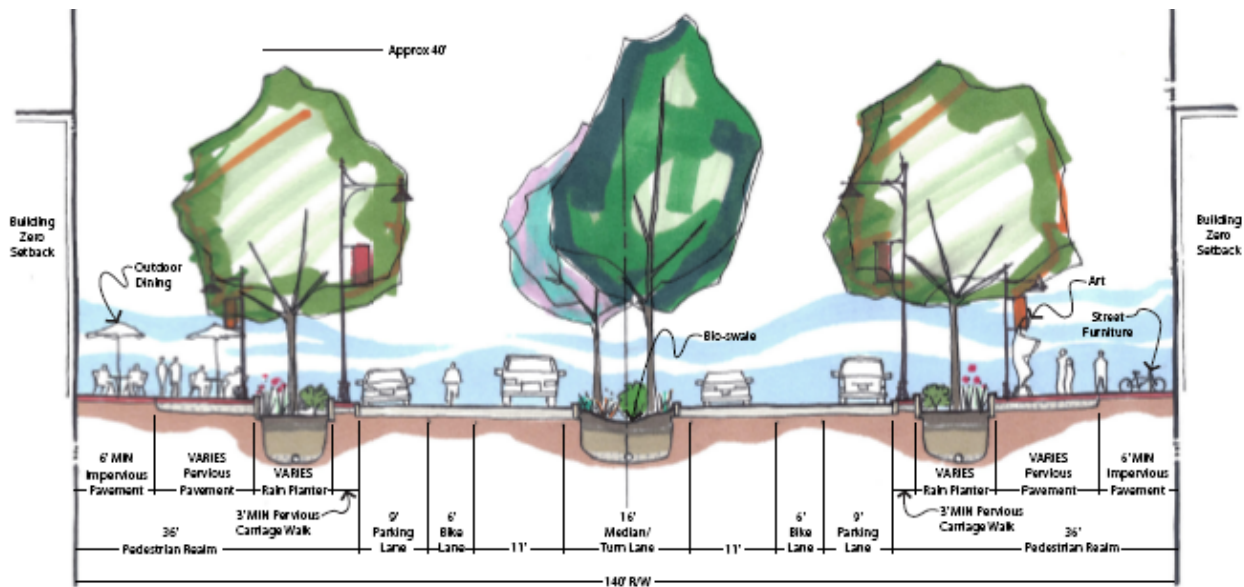 Approx 40'
Building
Zero
Setback
Outdoor
Dining
Bio-swale
Art
Street
Furniture
Building
Zero
Setback
6' MIN
Impervious
Pavement
VARIES
Pervious
Pavement
VARIES
Rain Planter
3' MIN Pervious
Carriage Walk
36'
Pedestrian Realm
9'
Parking
Lane
6'
Bike
Lane
11'
16'
Median/
Turn Lane
11'
6'
Bike
Lane
9'
Parking
Lane
VARIES
Rain Planter
VARIES
Pervious
Pavement
6' MIN
Impervious
Pavement
3' MIN Pervious
Carriage Walk
36'
Pedestrian Realm
140' R/W